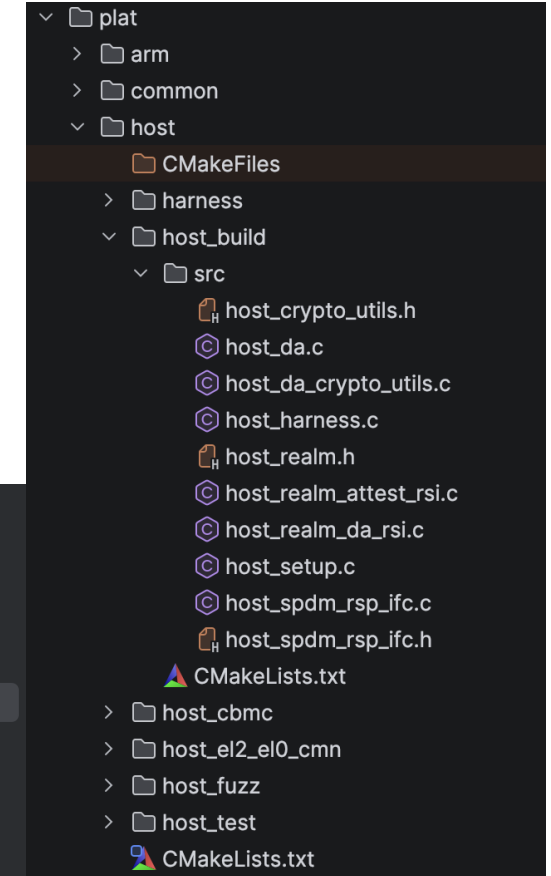 plat
arm
common
host
CMakeFiles
harness
host_build
src
host_crypto_utils.h
host_da.c
host_da_crypto_utils.c
host_harness.c
host_realm.h
host_realm_attest_rsi.c
host_realm_da_rsi.c
host_setup.c
host_spdm_rsp_ifc.c
host_spdm_rsp_ifc.h
CMakeLists.txt
host_cbmc
host_el2_el0_cmn
host_fuzz
host_test
CMakeLists.txt